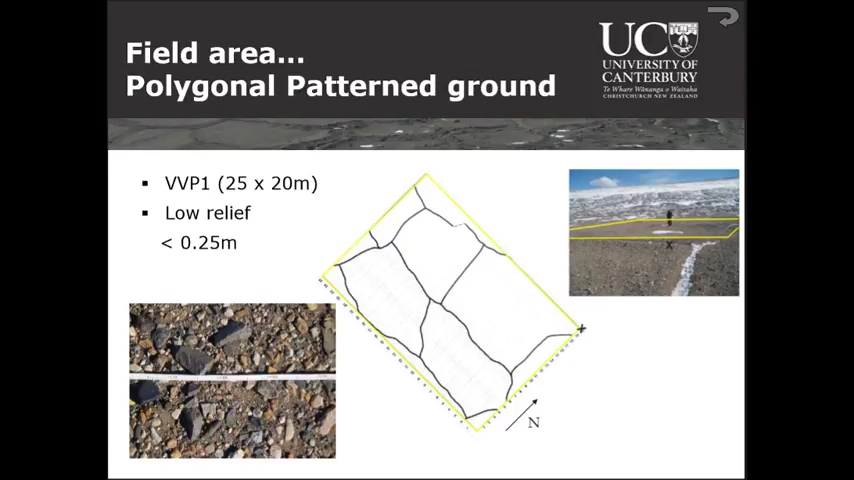 Field area...
Polygonal Patterned ground
UC
UNIVERSITY OF
CANTERBURY
Te Whare Wānanga o Waitaha
CHRISTCHURCH NEW ZEALAND
▪ VVP1 (25 x 20m)
▪ Low relief
< 0.25m
X
N